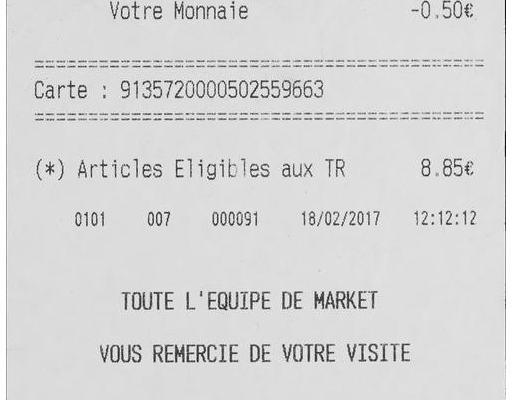 Votre Monnaie -0.50€
=============================================
Carte : 9135720000502559663
=============================================
(*) Articles Eligibles aux TR 8.85€
0101 007 000091 18/02/2017 12:12:12
TOUTE L'EQUIPE DE MARKET
VOUS REMERCIE DE VOTRE VISITE